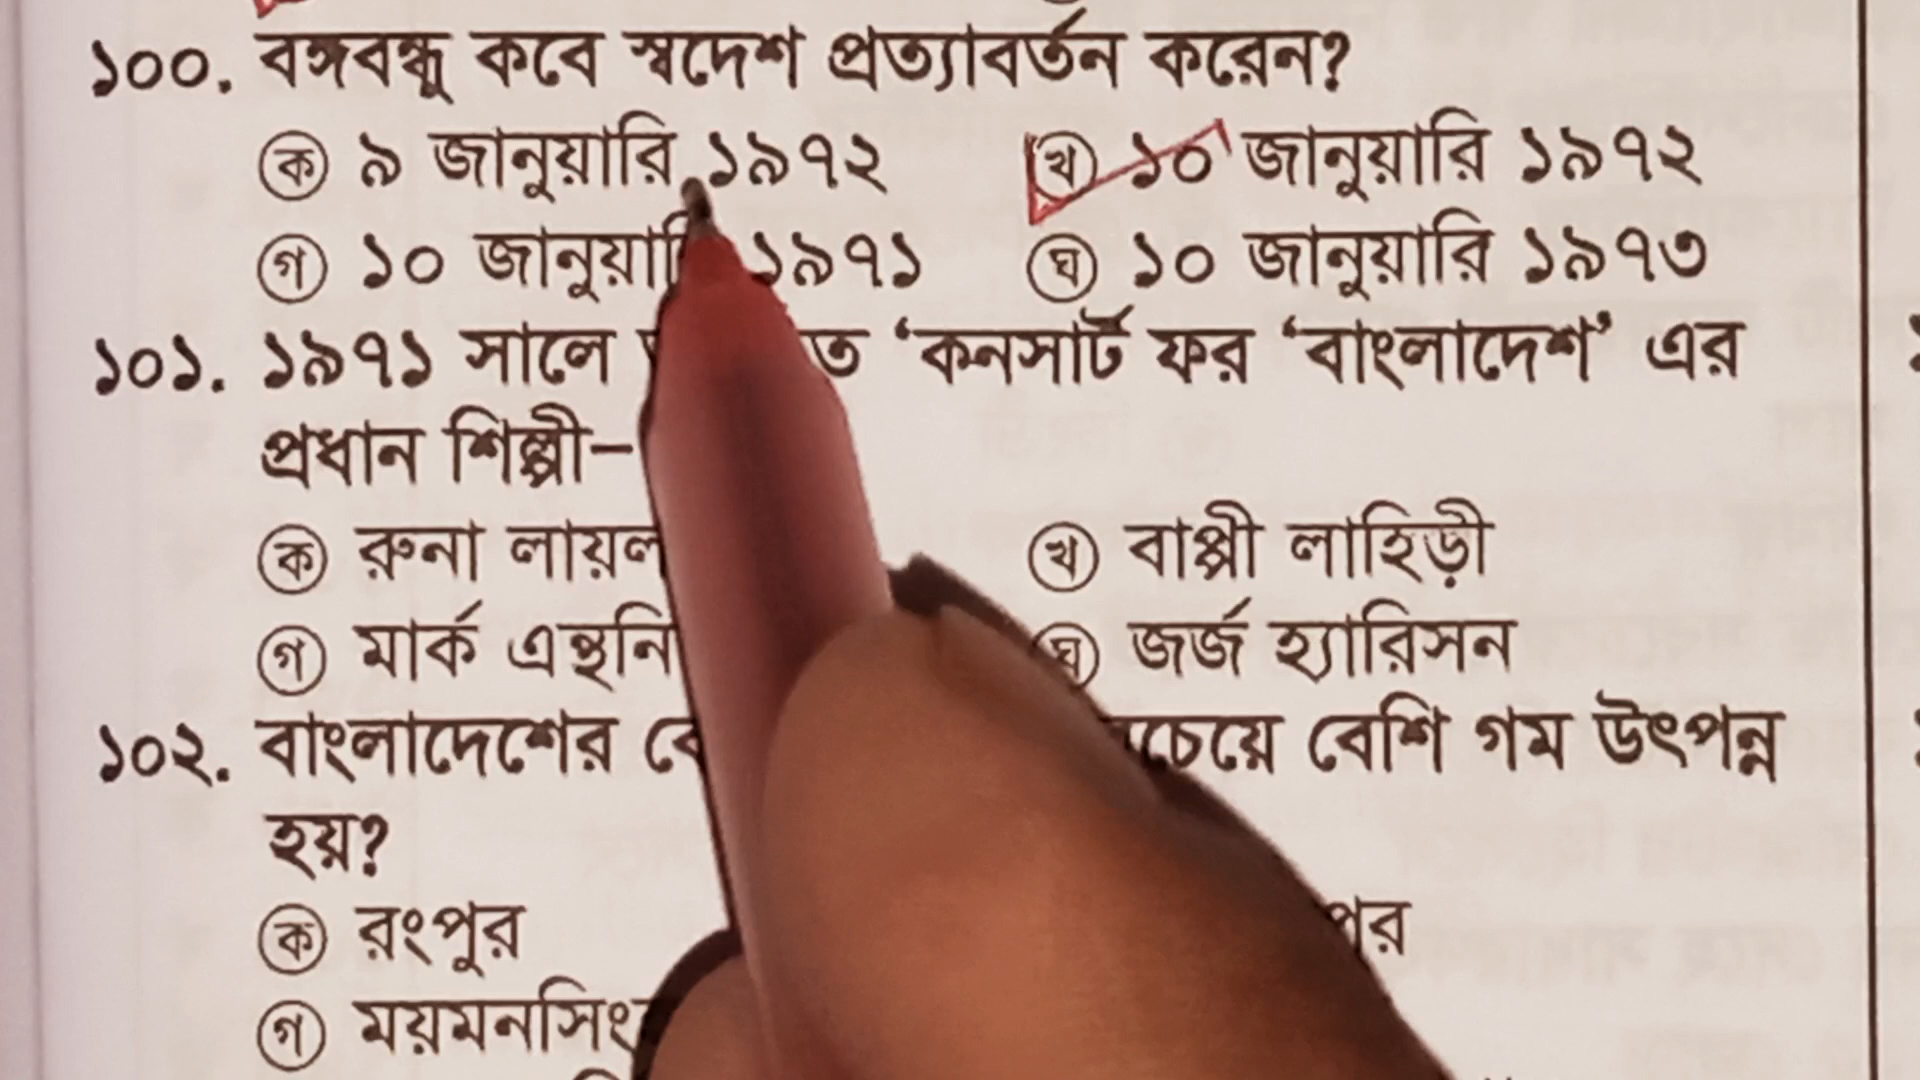 ১০০. বঙ্গবন্ধু কবে স্বদেশ প্রত্যাবর্তন করেন?
ক ৯ জানুয়ারি ১৯৭২ খ ১০ জানুয়ারি ১৯৭২
গ ১০ জানুয়ারি ১৯৭১ ঘ ১০ জানুয়ারি ১৯৭৩
১০১. ১৯৭১ সালে ‘কনসার্ট ফর ‘বাংলাদেশ’ এর
প্রধান শিল্পী–
ক রুনা লায়লা খ বাপ্পী লাহিড়ী
গ মার্ক এন্থনি ঘ জর্জ হ্যারিসন
১০২. বাংলাদেশের বেশি গম উৎপন্ন
হয়?
ক রংপুর
গ ময়মনসিংহ